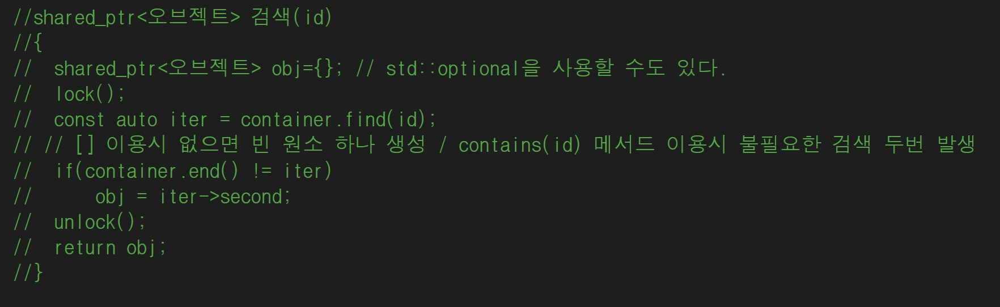 //shared_ptr<오브젝트> 검색(id)
//{
//  shared_ptr<오브젝트> obj={}; // std::optional을 사용할 수도 있다.
//  lock();
//  const auto iter = container.find(id);
// // [] 이용시 없으면 빈 원소 하나 생성 / contains(id) 메서드 이용시 불필요한 검색 두번 발생
//  if(container.end() != iter)
//      obj = iter->second;
//  unlock();
//  return obj;
//}